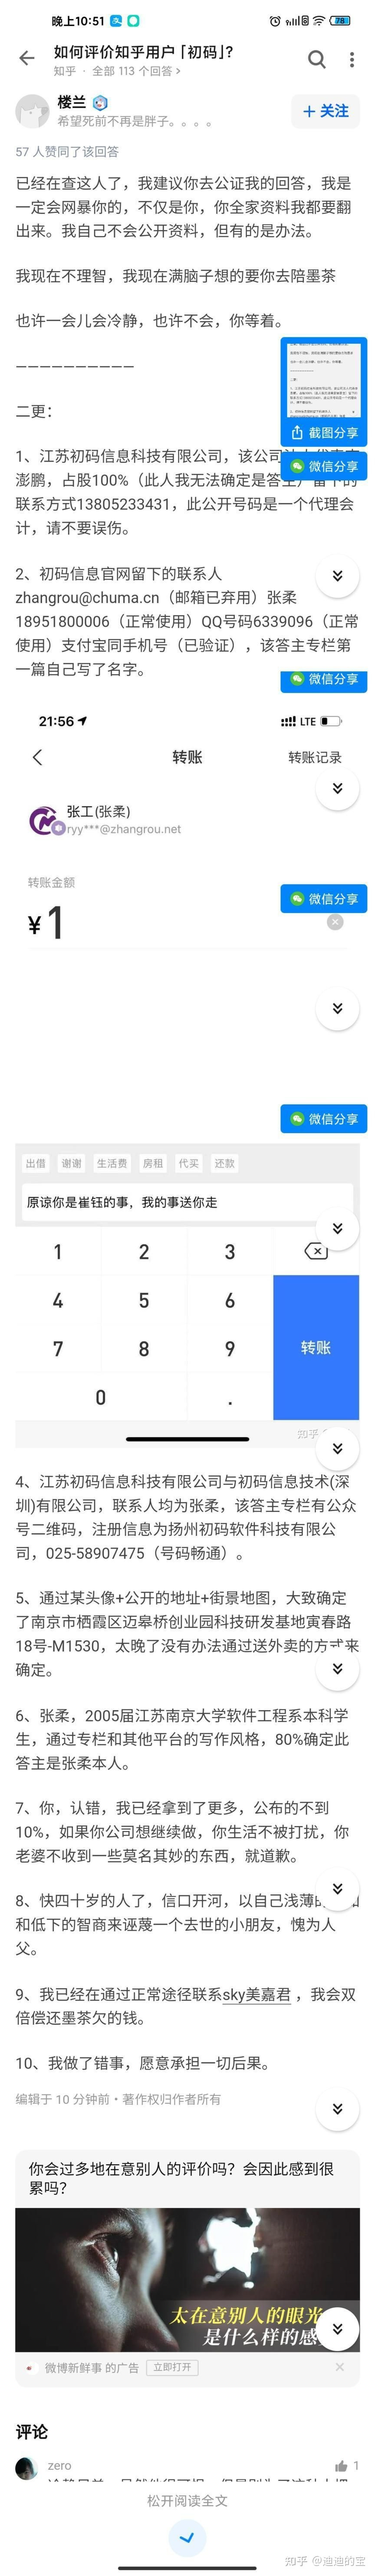 晚上10:51
78
如何评价知乎用户「初码」?
知乎 · 全部 113 个回答 >
楼兰
希望死前不再是胖子。。。。
+ 关注
57 人赞同了该回答
已经在查这人了，我建议你去公证我的回答，我是
一定会网暴你的，不仅是你，你全家资料我都要翻
出来。我自己不会公开资料，但有的是办法。
我现在不理智，我现在满脑子想的要你去陪墨茶
也许一会儿会冷静，也许不会，你等着。
——————————
截图分享
二更：
微信分享
1、江苏初码信息科技有限公司，该公司
澎鹏，占股100%（此人我无法确定是答主）留下的
联系方式13805233431，此公开号码是一个代理会
计，请不要误伤。
2、初码信息官网留下的联系人
zhangrou@chuma.cn（邮箱已弃用）张柔
18951800006（正常使用）QQ号码6339096（正常
使用）支付宝同手机号（已验证），该答主专栏第
一篇自己写了名字。
微信分享
21:56
LTE
转账
转账记录
张工(张柔)
ryy***@zhangrou.net
转账金额
微信分享
¥1
微信分享
出借 谢谢 生活费 房租 代买 还款
原谅你是崔钰的事，我的事送你走
1 2 3
4 5 6
7 8 9
转账
0 .
知乎
4、江苏初码信息科技有限公司与初码信息技术(深
圳)有限公司，联系人均为张柔，该答主专栏有公众
号二维码，注册信息为扬州初码软件科技有限公
司，025-58907475（号码畅通）。
5、通过某头像+公开的地址+街景地图，大致确定
了南京市栖霞区迈皋桥创业园科技研发基地寅春路
18号-M1530，太晚了没有办法通过送外卖的方式来
确定。
6、张柔，2005届江苏南京大学软件工程系本科学
生，通过专栏和其他平台的写作风格，80%确定此
答主是张柔本人。
7、你，认错，我已经拿到了更多，公布的不到
10%，如果你公司想继续做，你生活不被打扰，你
老婆不收到一些莫名其妙的东西，就道歉。
8、快四十岁的人了，信口开河，以自己浅薄的
和低下的智商来诬蔑一个去世的小朋友，愧为人
父。
9、我已经在通过正常途径联系sky美嘉君 ，我会双
倍偿还墨茶欠的钱。
10、我做了错事，愿意承担一切后果。
编辑于 10 分钟前・著作权归作者所有
你会过多地在意别人的评价吗？会因此感到很
累吗？
太在意别人的眼光
是什么样的感
微博新鲜事 的广告 立即打开
评论
zero
1
松开阅读全文
知乎 @迪迪的宝